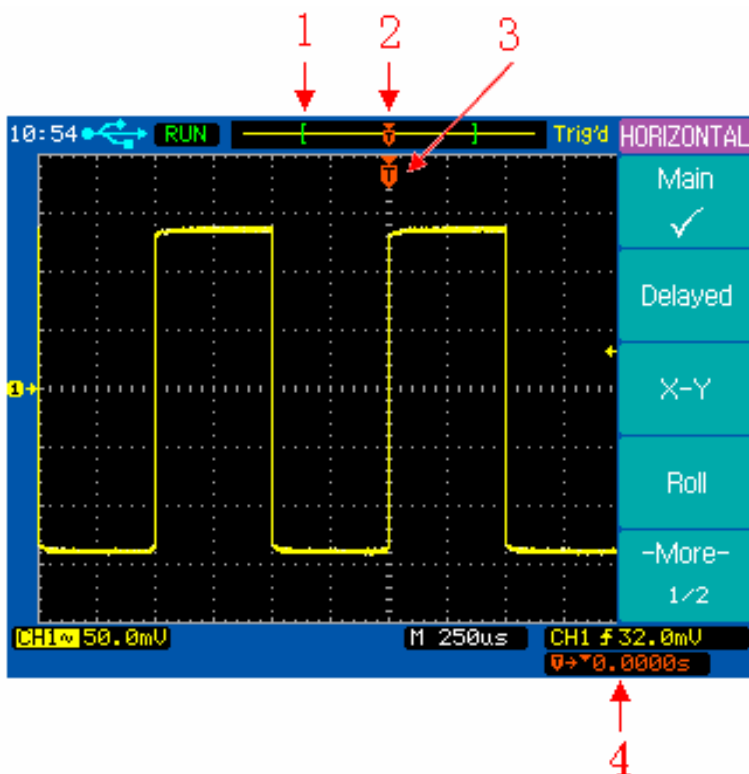 1 2 3
10:54 RUN [ T ] Trig'd HORIZONTAL
T
Main
✓
Delayed
1
X-Y
Roll
-More-
1/2
CH1∿ 50.0mV M 250us CH1 32.0mV
T→▼0.0000s
4